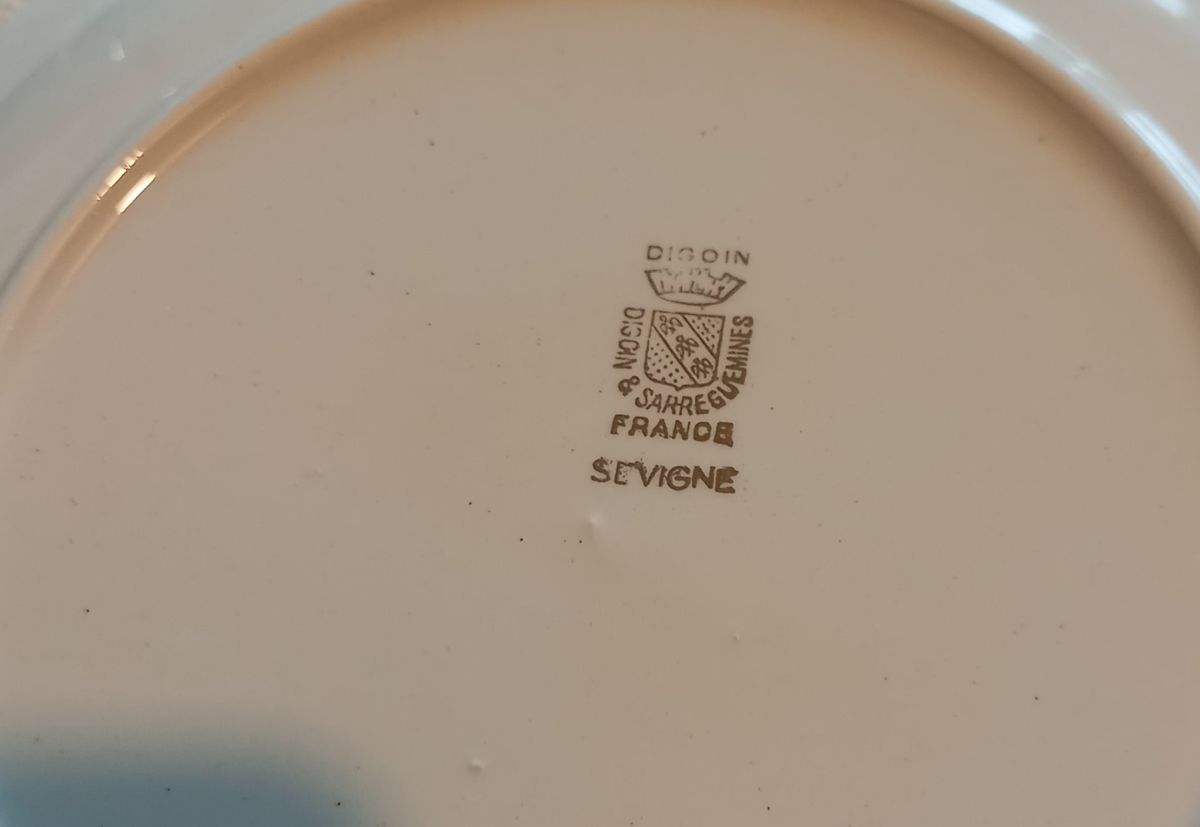 DIGOIN
DIGOIN & SARREGUEMINES
FRANCE
SEVIGNE